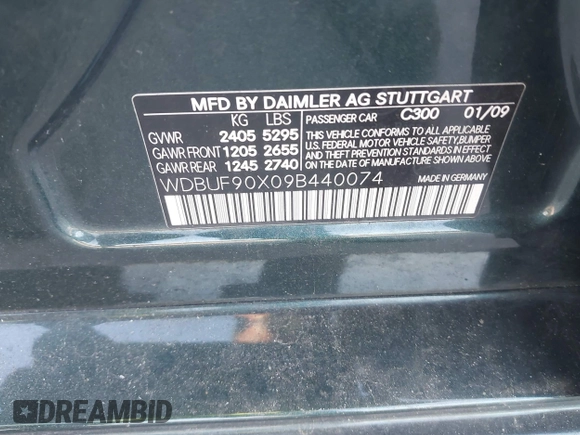 MFD BY DAIMLER AG STUTTGART
KG LBS PASSENGER CAR C300 01/09
GVWR 2405 5295 THIS VEHICLE CONFORMS TO ALL APPLICABLE
GAWR FRONT 1205 2655 U.S. FEDERAL MOTOR VEHICLE SAFETY, BUMPER,
GAWR REAR 1245 2740 AND THEFT PREVENTION STANDARDS IN EFFECT
ON THE DATE OF MANUFACTURE SHOWN ABOVE.
WDBUF90X09B440074 MADE IN GERMANY
DREAMBID